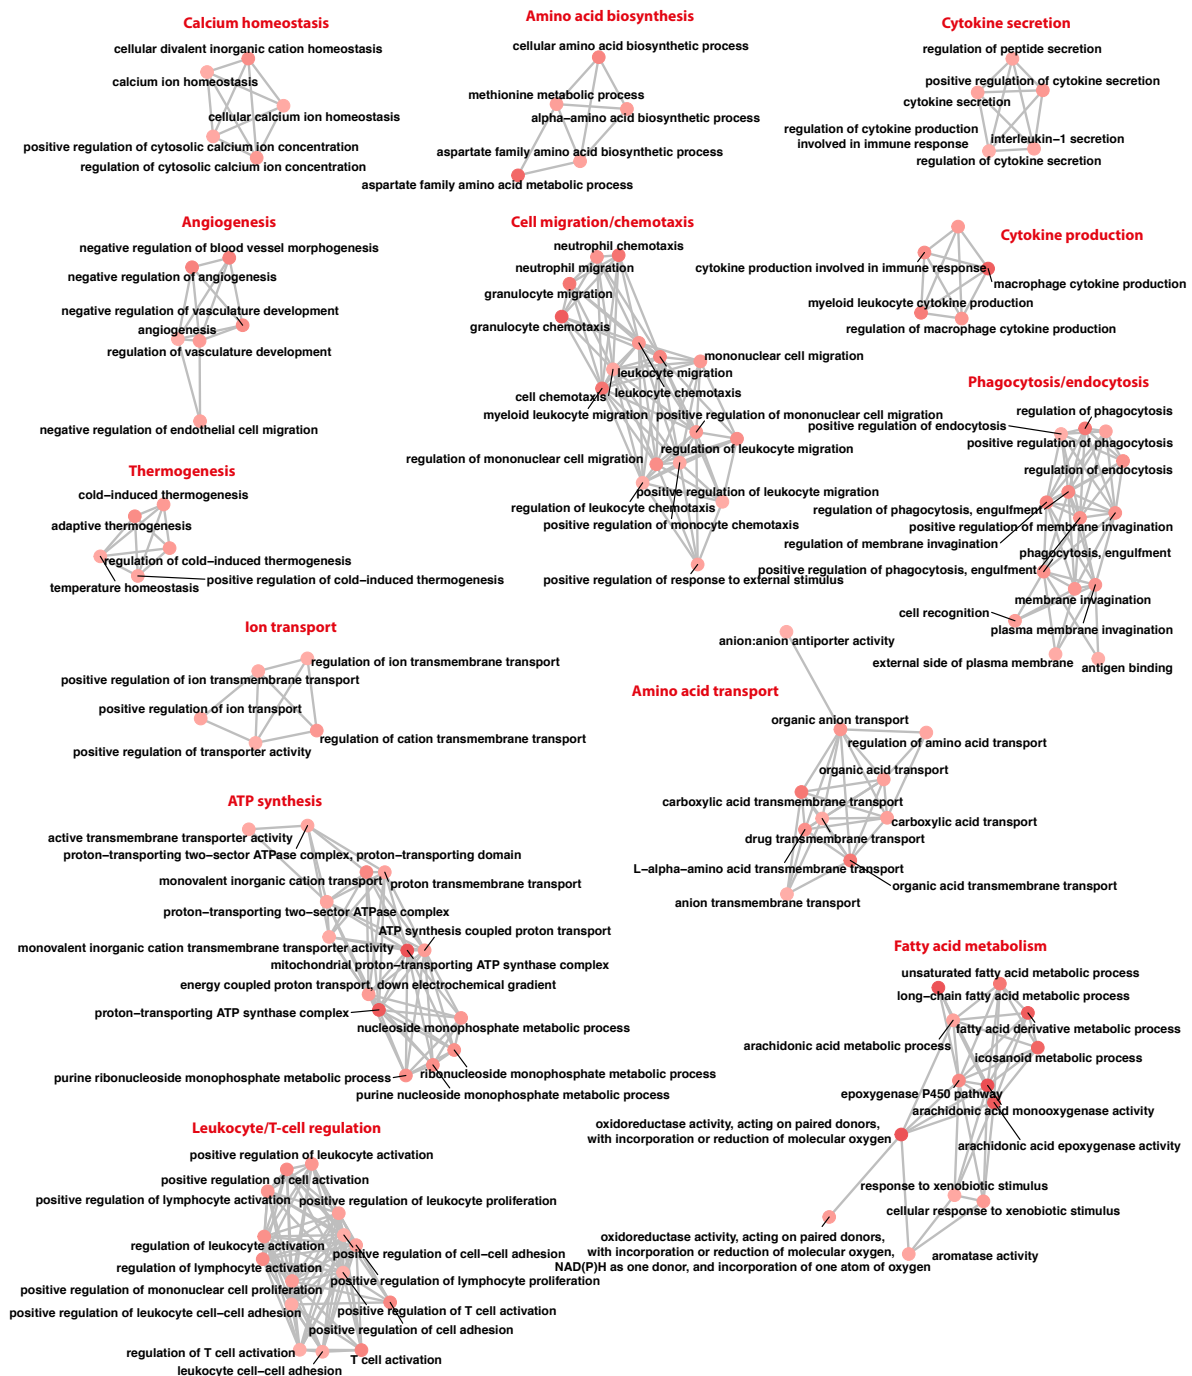 Calcium homeostasis
cellular divalent inorganic cation homeostasis
calcium ion homeostasis
cellular calcium ion homeostasis
positive regulation of cytosolic calcium ion concentration
regulation of cytosolic calcium ion concentration
Amino acid biosynthesis
cellular amino acid biosynthetic process
methionine metabolic process
alpha−amino acid biosynthetic process
aspartate family amino acid biosynthetic process
aspartate family amino acid metabolic process
Cytokine secretion
regulation of peptide secretion
positive regulation of cytokine secretion
cytokine secretion
regulation of cytokine production
involved in immune response
interleukin−1 secretion
regulation of cytokine secretion
Angiogenesis
negative regulation of blood vessel morphogenesis
negative regulation of angiogenesis
negative regulation of vasculature development
angiogenesis
regulation of vasculature development
negative regulation of endothelial cell migration
Cell migration/chemotaxis
neutrophil chemotaxis
neutrophil migration
granulocyte migration
granulocyte chemotaxis
mononuclear cell migration
leukocyte migration
cell chemotaxis
leukocyte chemotaxis
myeloid leukocyte migration
positive regulation of mononuclear cell migration
regulation of leukocyte migration
regulation of mononuclear cell migration
positive regulation of leukocyte migration
regulation of leukocyte chemotaxis
positive regulation of monocyte chemotaxis
positive regulation of response to external stimulus
Cytokine production
cytokine production involved in immune response
macrophage cytokine production
myeloid leukocyte cytokine production
regulation of macrophage cytokine production
Phagocytosis/endocytosis
regulation of phagocytosis
positive regulation of endocytosis
positive regulation of phagocytosis
regulation of endocytosis
regulation of phagocytosis, engulfment
positive regulation of membrane invagination
regulation of membrane invagination
phagocytosis, engulfment
positive regulation of phagocytosis, engulfment
membrane invagination
cell recognition
plasma membrane invagination
external side of plasma membrane
antigen binding
Thermogenesis
cold−induced thermogenesis
adaptive thermogenesis
regulation of cold−induced thermogenesis
positive regulation of cold−induced thermogenesis
temperature homeostasis
Ion transport
regulation of ion transmembrane transport
positive regulation of ion transmembrane transport
positive regulation of ion transport
regulation of cation transmembrane transport
positive regulation of transporter activity
anion:anion antiporter activity
Amino acid transport
organic anion transport
regulation of amino acid transport
organic acid transport
carboxylic acid transmembrane transport
carboxylic acid transport
drug transmembrane transport
L−alpha−amino acid transmembrane transport
organic acid transmembrane transport
anion transmembrane transport
ATP synthesis
active transmembrane transporter activity
proton−transporting two−sector ATPase complex, proton−transporting domain
monovalent inorganic cation transport
proton transmembrane transport
proton−transporting two−sector ATPase complex
ATP synthesis coupled proton transport
monovalent inorganic cation transmembrane transporter activity
mitochondrial proton−transporting ATP synthase complex
energy coupled proton transport, down electrochemical gradient
proton−transporting ATP synthase complex
nucleoside monophosphate metabolic process
purine ribonucleoside monophosphate metabolic process
ribonucleoside monophosphate metabolic process
purine nucleoside monophosphate metabolic process
Fatty acid metabolism
unsaturated fatty acid metabolic process
long−chain fatty acid metabolic process
fatty acid derivative metabolic process
arachidonic acid metabolic process
icosanoid metabolic process
epoxygenase P450 pathway
arachidonic acid monooxygenase activity
oxidoreductase activity, acting on paired donors,
with incorporation or reduction of molecular oxygen
arachidonic acid epoxygenase activity
response to xenobiotic stimulus
cellular response to xenobiotic stimulus
oxidoreductase activity, acting on paired donors,
with incorporation or reduction of molecular oxygen,
NAD(P)H as one donor, and incorporation of one atom of oxygen
aromatase activity
Leukocyte/T-cell regulation
positive regulation of leukocyte activation
positive regulation of cell activation
positive regulation of lymphocyte activation
positive regulation of leukocyte proliferation
regulation of leukocyte activation
positive regulation of cell−cell adhesion
regulation of lymphocyte activation
positive regulation of lymphocyte proliferation
positive regulation of mononuclear cell proliferation
positive regulation of leukocyte cell−cell adhesion
positive regulation of T cell activation
positive regulation of cell adhesion
regulation of T cell activation
T cell activation
leukocyte cell−cell adhesion